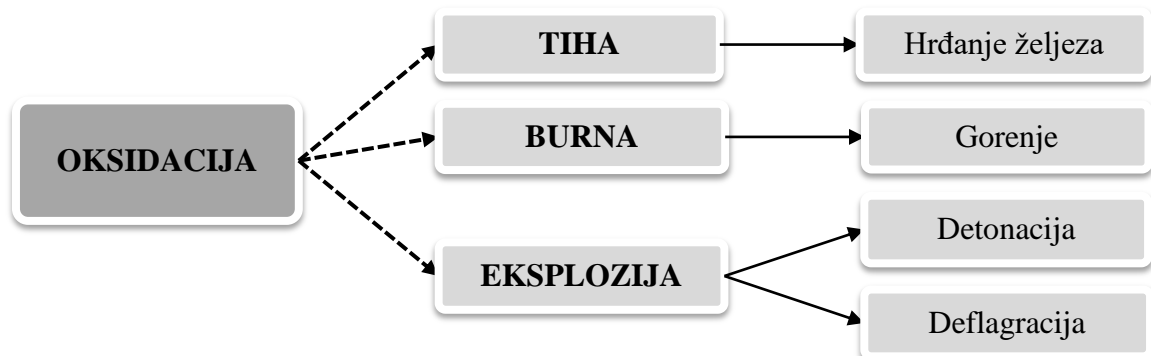 OKSIDACIJA
TIHA
Hrđanje željeza
BURNA
Gorenje
EKSPLOZIJA
Detonacija
Deflagracija